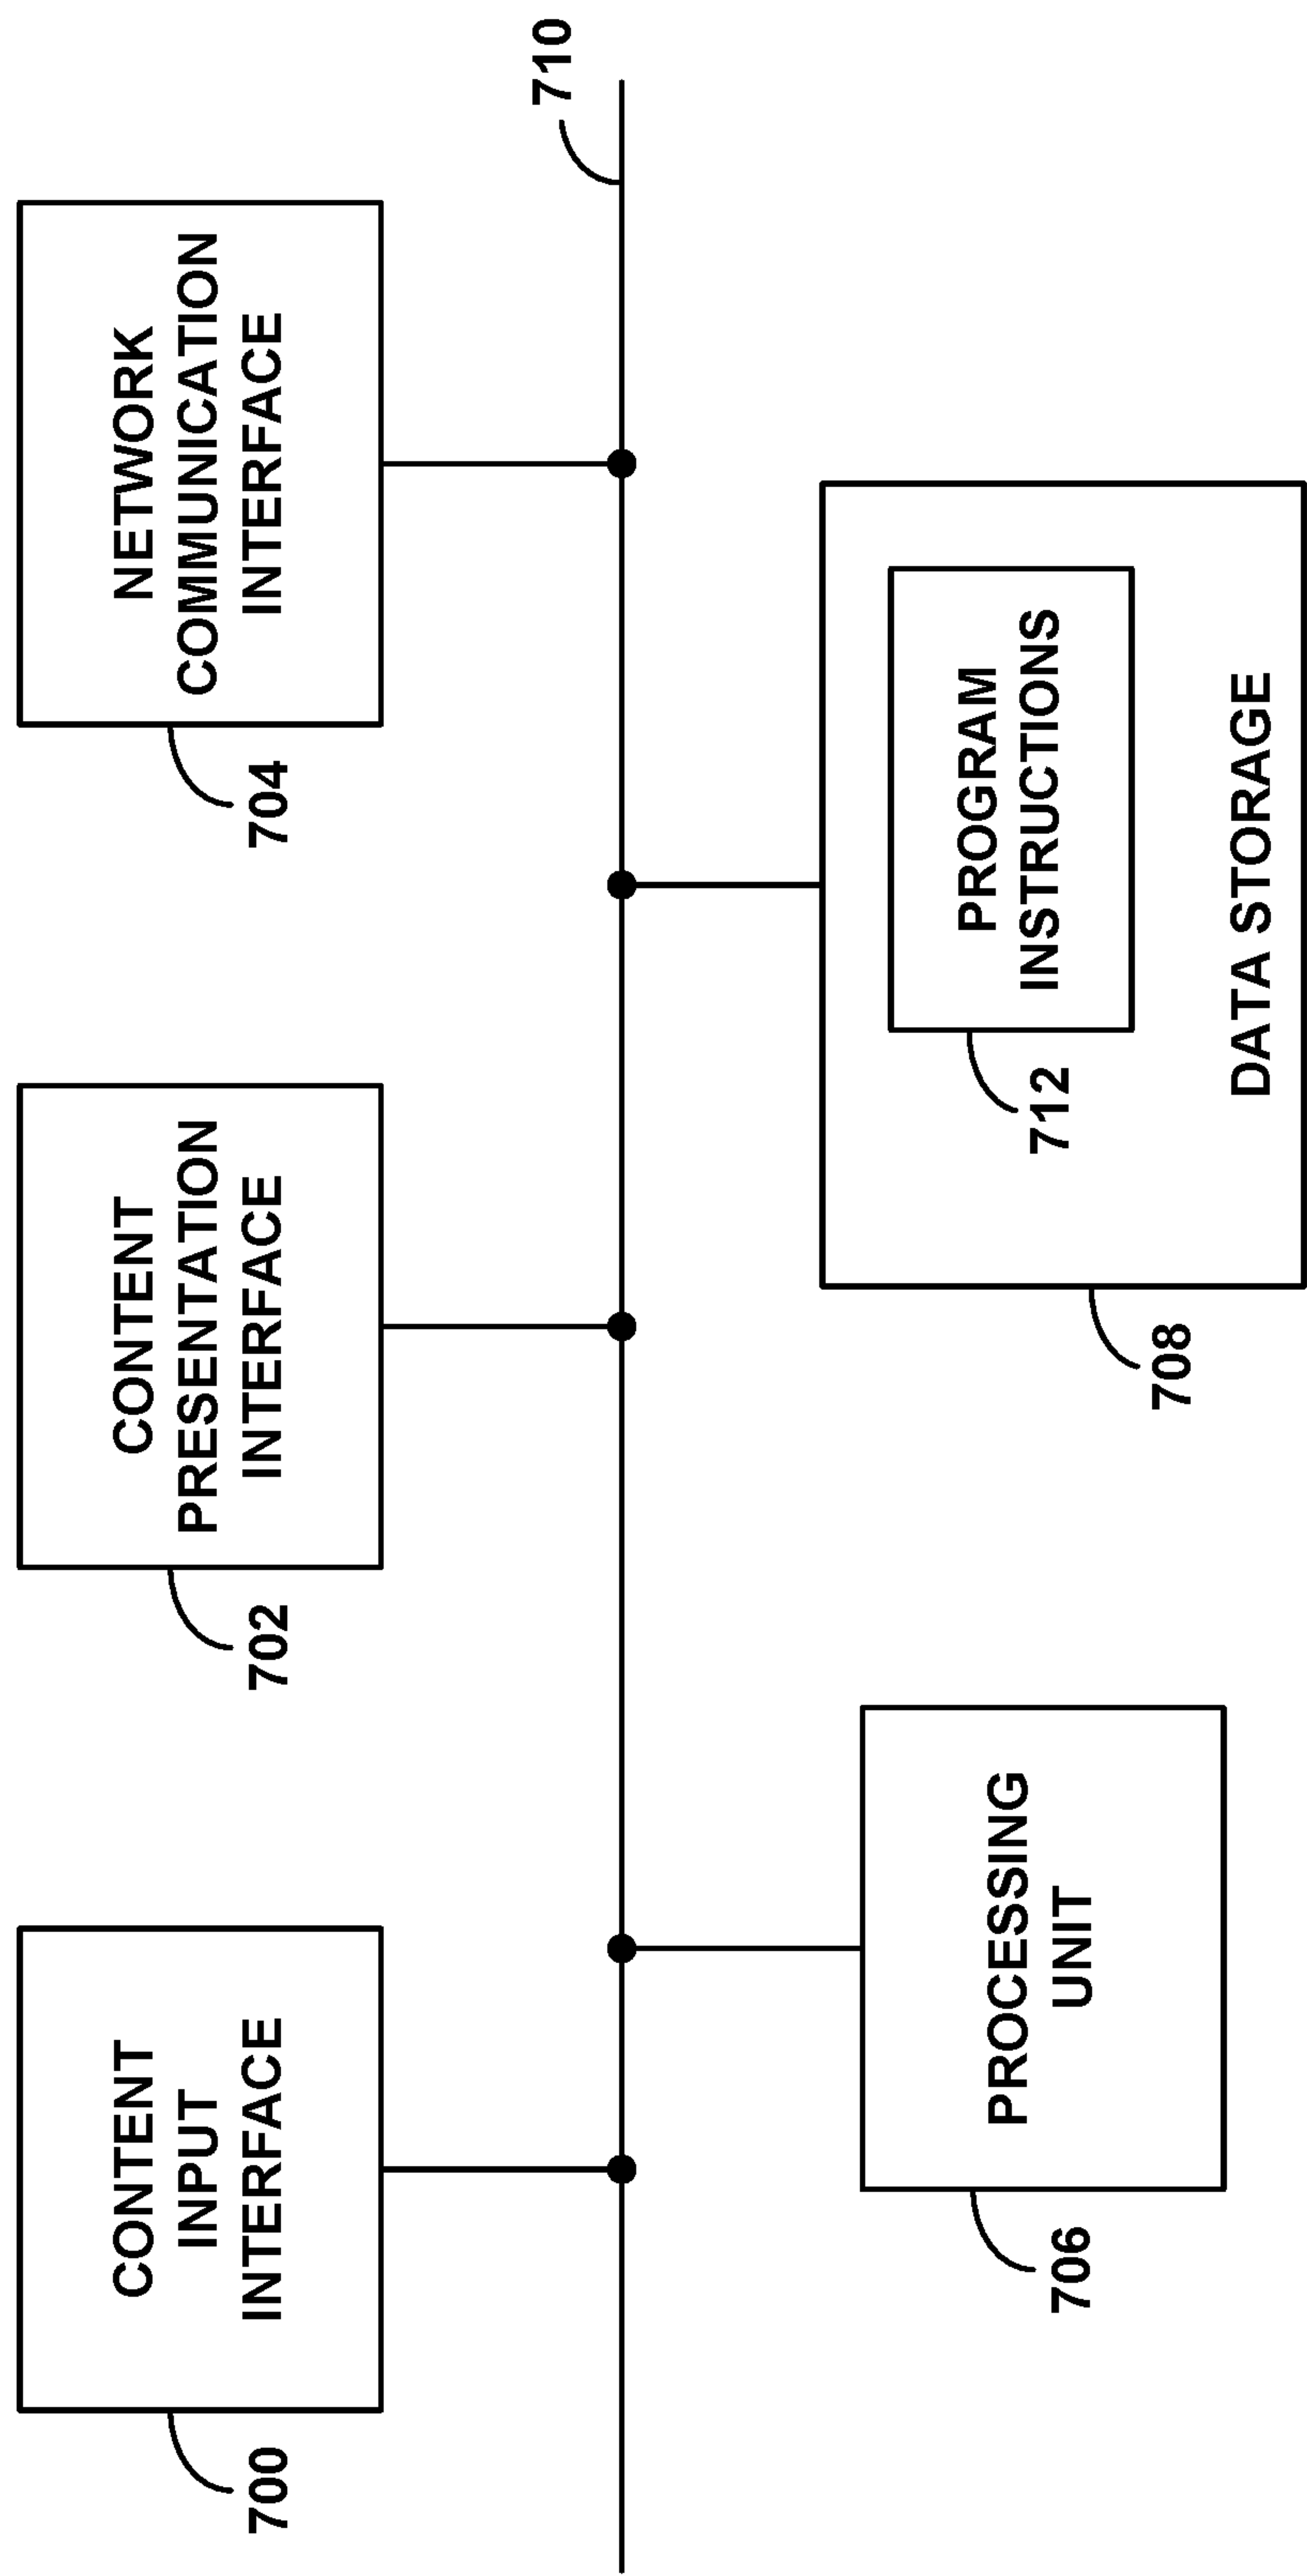 CONTENT
INPUT
INTERFACE
700
CONTENT
PRESENTATION
INTERFACE
702
NETWORK
COMMUNICATION
INTERFACE
704
710
PROCESSING
UNIT
706
PROGRAM
INSTRUCTIONS
712
DATA STORAGE
708